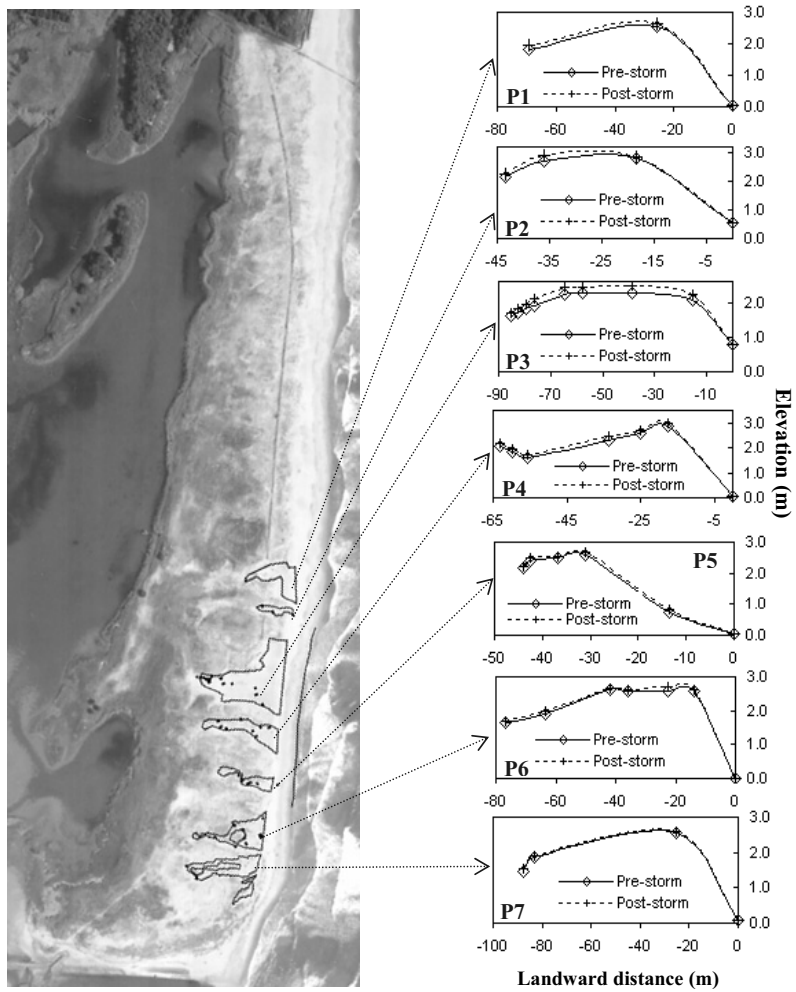 3.0
2.0
1.0
0.0
Pre-storm
Post-storm
P1
-80 -60 -40 -20 0
3.0
2.0
1.0
0.0
Pre-storm
Post-storm
P2
-45 -35 -25 -15 -5
2.0
1.0
0.0
Pre-storm
Post-storm
P3
-90 -70 -50 -30 -10
3.0
2.0
1.0
0.0
Pre-storm
Post-storm
P4
-65 -45 -25 -5
P5
3.0
2.0
1.0
0.0
Pre-storm
Post-storm
-50 -40 -30 -20 -10 0
3.0
2.0
1.0
0.0
Pre-storm
Post-storm
P6
-80 -60 -40 -20 0
3.0
2.0
1.0
0.0
Pre-storm
Post-storm
P7
-100 -80 -60 -40 -20 0
Elevation (m)
Landward distance (m)